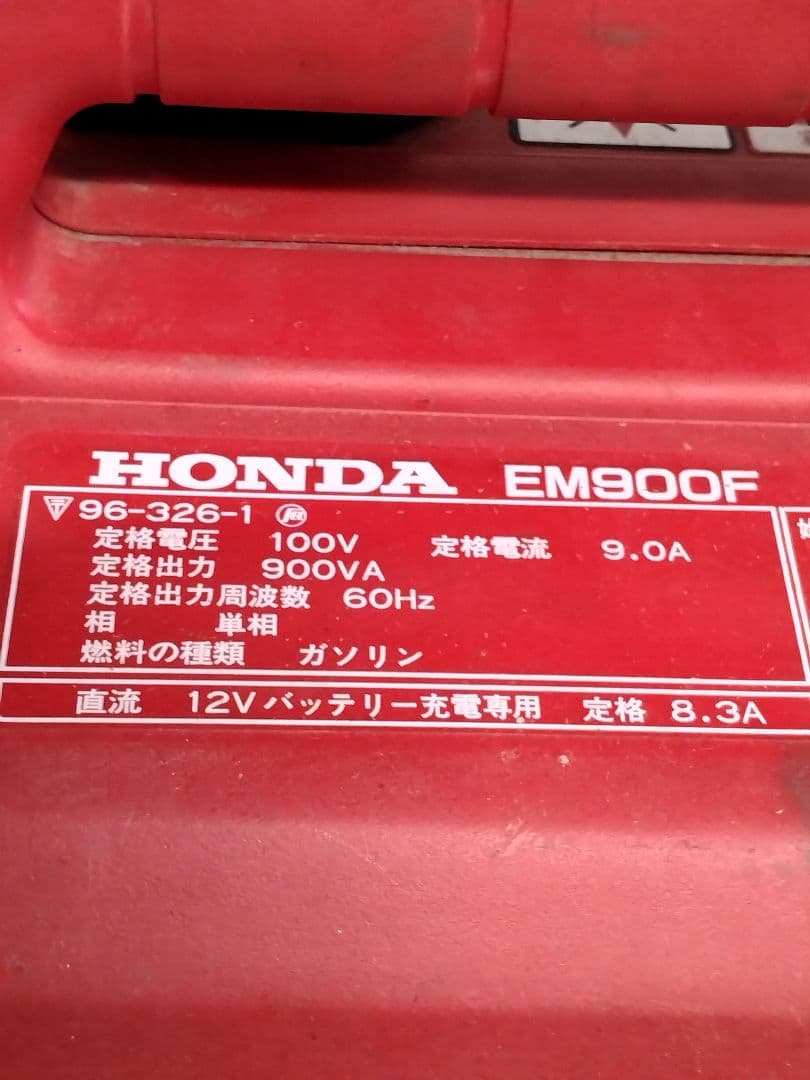 HONDA EM900F
96-326-1
定格電圧 100V 定格電流 9.0A
定格出力 900VA
定格出力周波数 60Hz
相 単相
燃料の種類 ガソリン
直流 12Vバッテリー充電専用 定格 8.3A